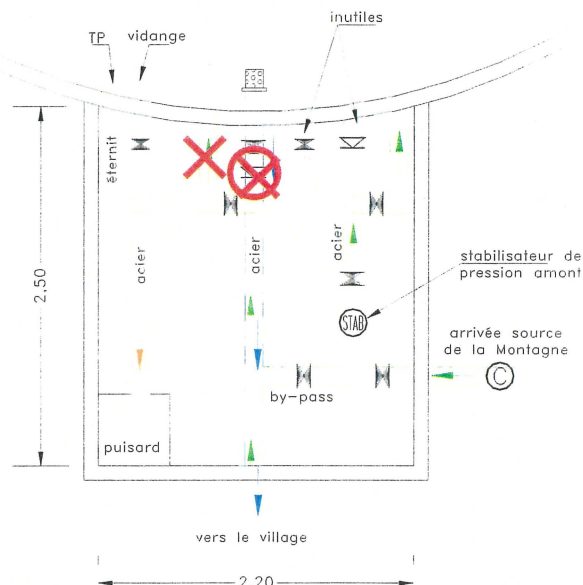 inutiles
TP
vidange
éternit
acier
acier
acier
2.50
stabilisateur de
pression amont
STAB
arrivée source
de la Montagne
C
by-pass
puisard
vers le village
2.20